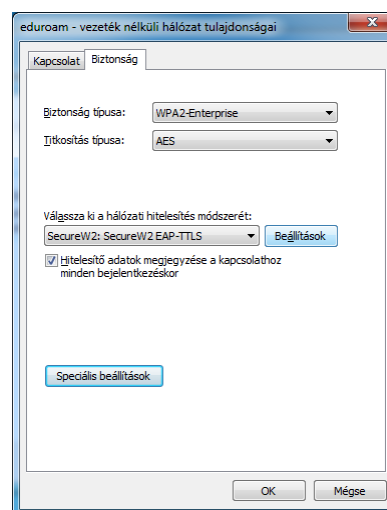 eduroam - vezeték nélküli hálózat tulajdonságai
Kapcsolat Biztonság
Biztonság típusa: WPA2-Enterprise
Titkosítás típusa: AES
Válassza ki a hálózati hitelesítés módszerét:
SecureW2: SecureW2 EAP-TTLS Beállítások
Hitelesítő adatok megjegyzése a kapcsolathoz
minden bejelentkezéskor
Speciális beállítások
OK Mégse